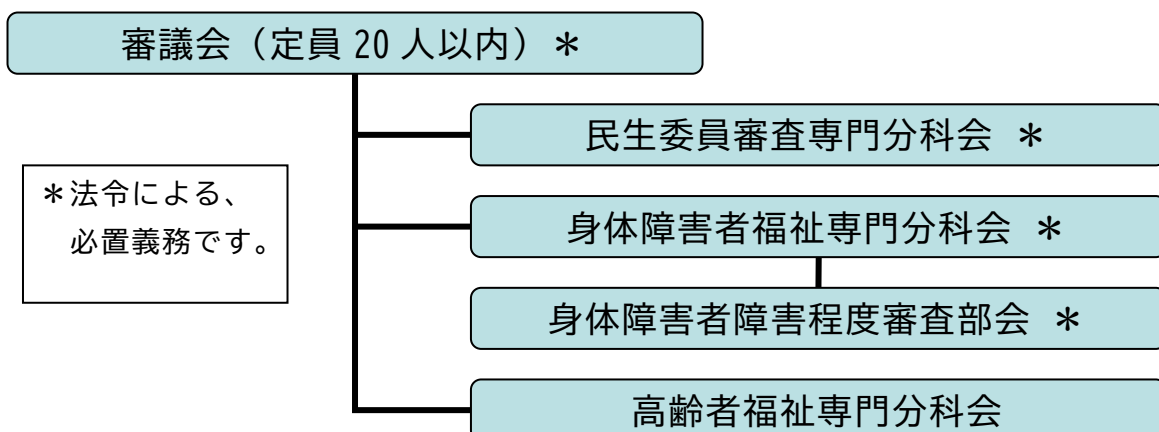 審議会（定員 20 人以内）＊
民生委員審査専門分科会 ＊
＊法令による、
必置義務です。
身体障害者福祉専門分科会 ＊
身体障害者障害程度審査部会 ＊
高齢者福祉専門分科会